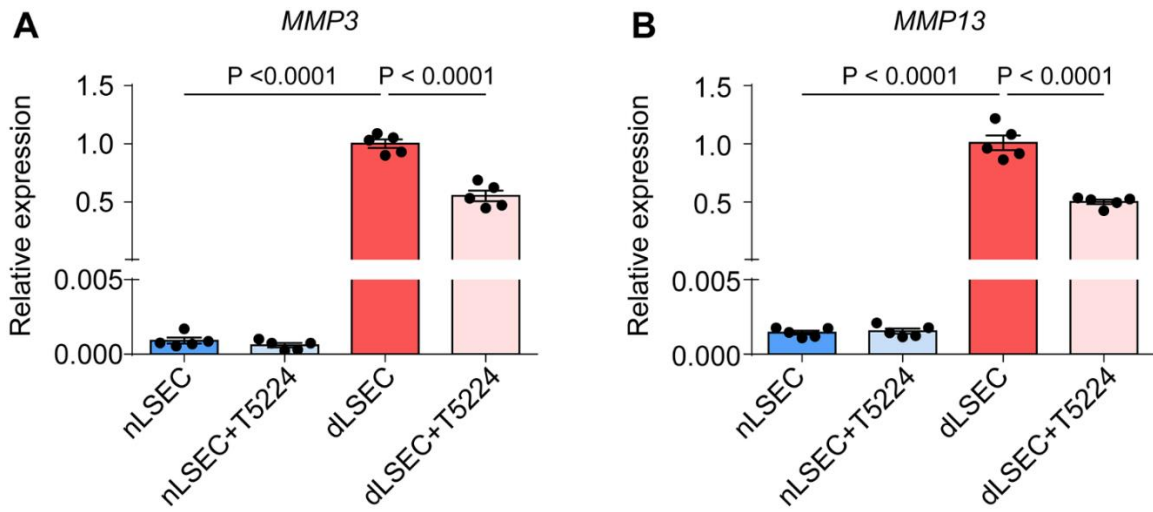 A
MMP3
P <0.0001 P < 0.0001
Relative expression
1.5
1.0
0.5
0.005
0.000
nLSEC
nLSEC+T5224
dLSEC
dLSEC+T5224
B
MMP13
P <0.0001 P < 0.0001
Relative expression
1.5
1.0
0.5
0.005
0.000
nLSEC
nLSEC+T5224
dLSEC
dLSEC+T5224